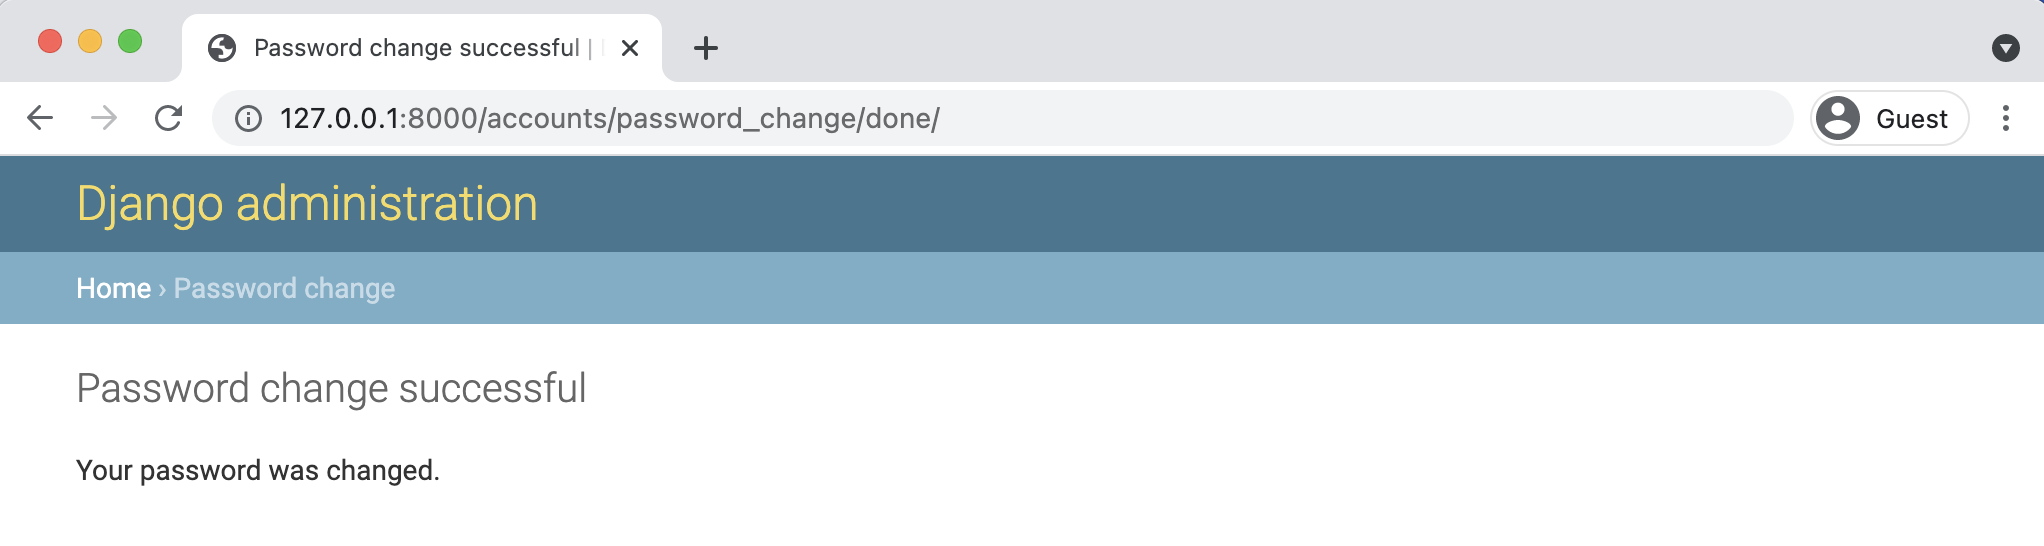 Password change successful |
127.0.0.1:8000/accounts/password_change/done/
Guest
Django administration
Home › Password change
Password change successful
Your password was changed.